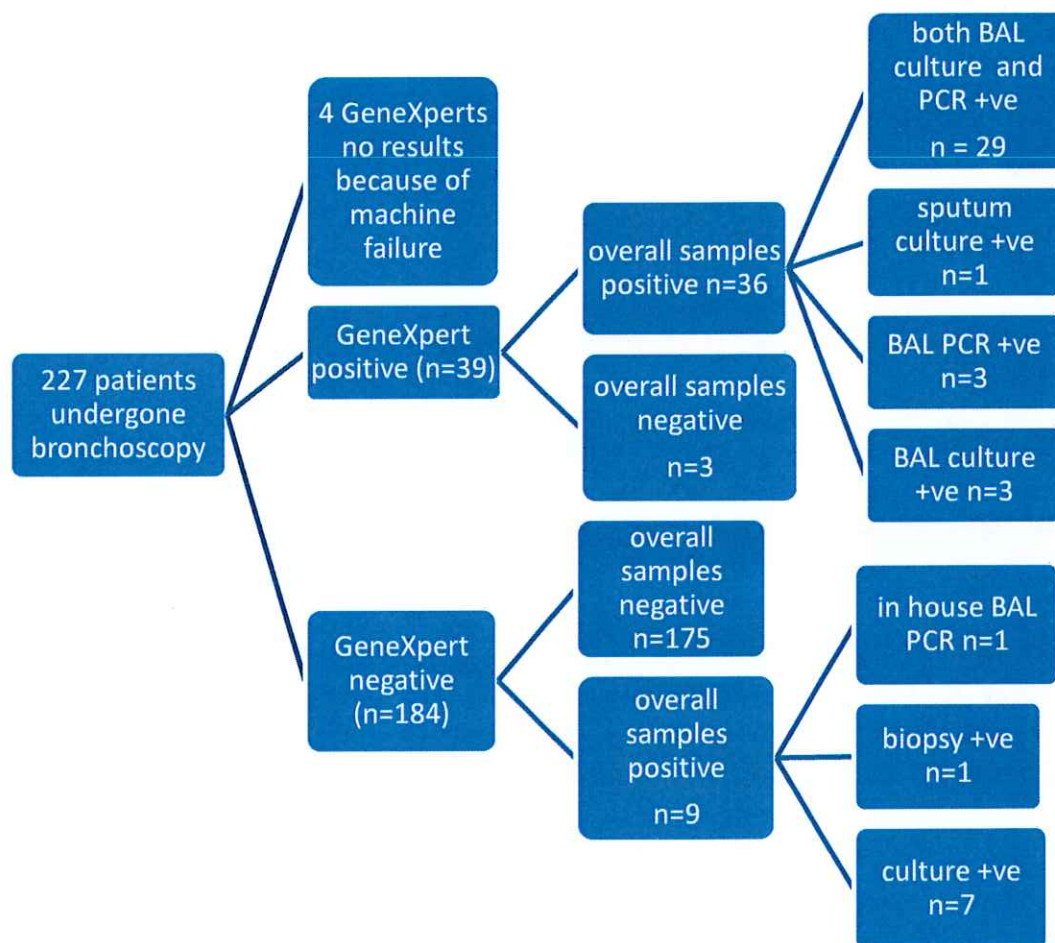 227 patients
undergone
bronchoscopy
4 GeneXperts
no results
because of
machine
failure
GeneXpert
positive (n=39)
GeneXpert
negative
(n=184)
overall samples
positive n=36
overall samples
negative
n=3
overall
samples
negative
n=175
overall
samples
positive
n=9
both BAL
culture and
PCR +ve
n = 29
sputum
culture +ve
n=1
BAL PCR +ve
n=3
BAL culture
+ve n=3
in house BAL
PCR n=1
biopsy +ve
n=1
culture +ve
n=7